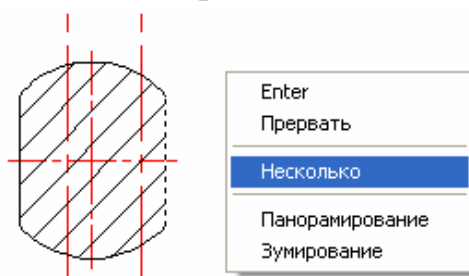 Enter
Прервать
Несколько
Панорамирование
Зумирование